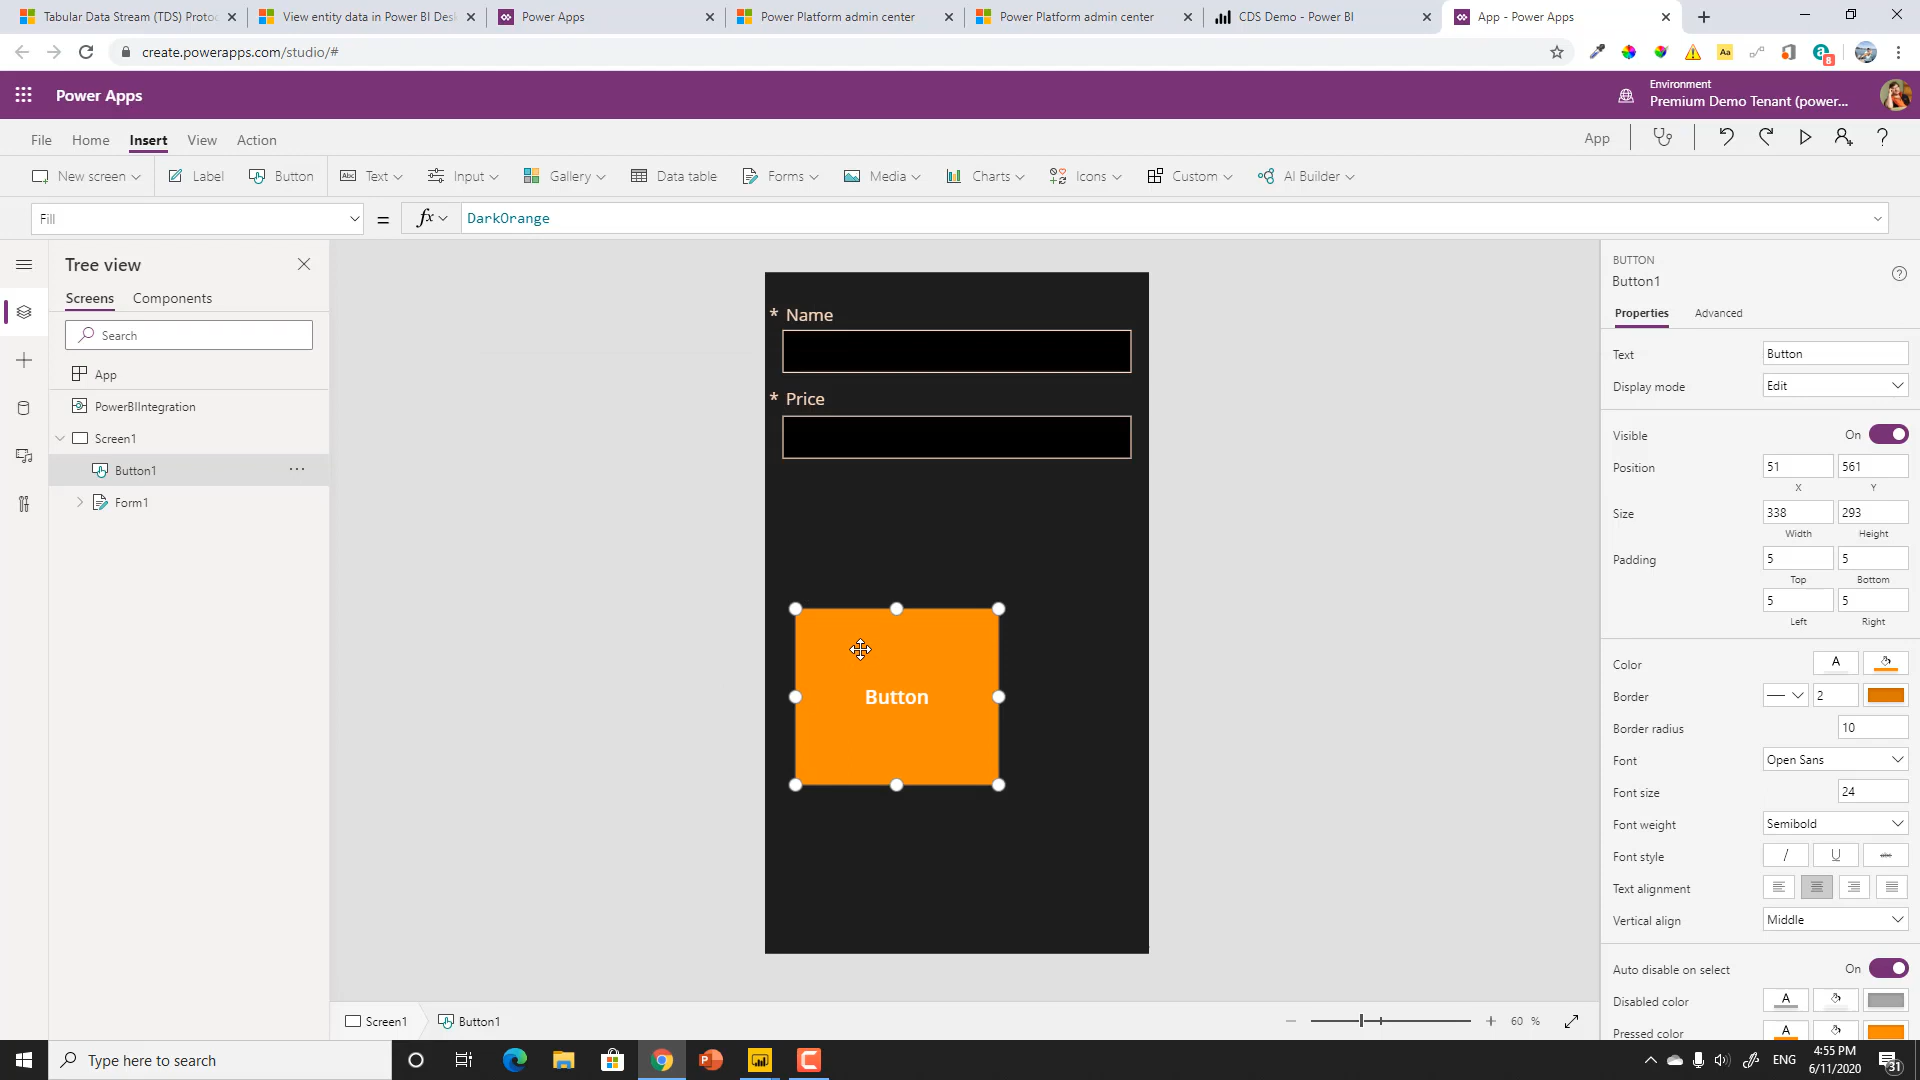 Tabular Data Stream (TDS) Protoc
View entity data in Power BI Des
Power Apps
Power Platform admin center
Power Platform admin center
CDS Demo - Power BI
App - Power Apps
create.powerapps.com/studio/#
Aa
8
Power Apps
Environment
Premium Demo Tenant (power...
File
Home
Insert
View
Action
App
New screen
Label
Button
Abc
Text
Input
Gallery
Data table
Forms
Media
Charts
Icons
Custom
AI Builder
Fill
=
fx
DarkOrange
Tree view
Screens
Components
Search
App
PowerBIIntegration
Screen1
Button1
Form1
* Name
* Price
Button
BUTTON
Button1
Properties
Advanced
Text
Button
Display mode
Edit
Visible
On
Position
51
561
X
Y
Size
338
293
Width
Height
Padding
5
5
Top
Bottom
5
5
Left
Right
Color
A
Border
2
Border radius
10
Font
Open Sans
Font size
24
Font weight
Semibold
Font style
/
U
abc
Text alignment
Vertical align
Middle
Auto disable on select
On
Disabled color
A
Pressed color
A
Screen1
Button1
60 %
Type here to search
ENG
4:55 PM
6/11/2020
31